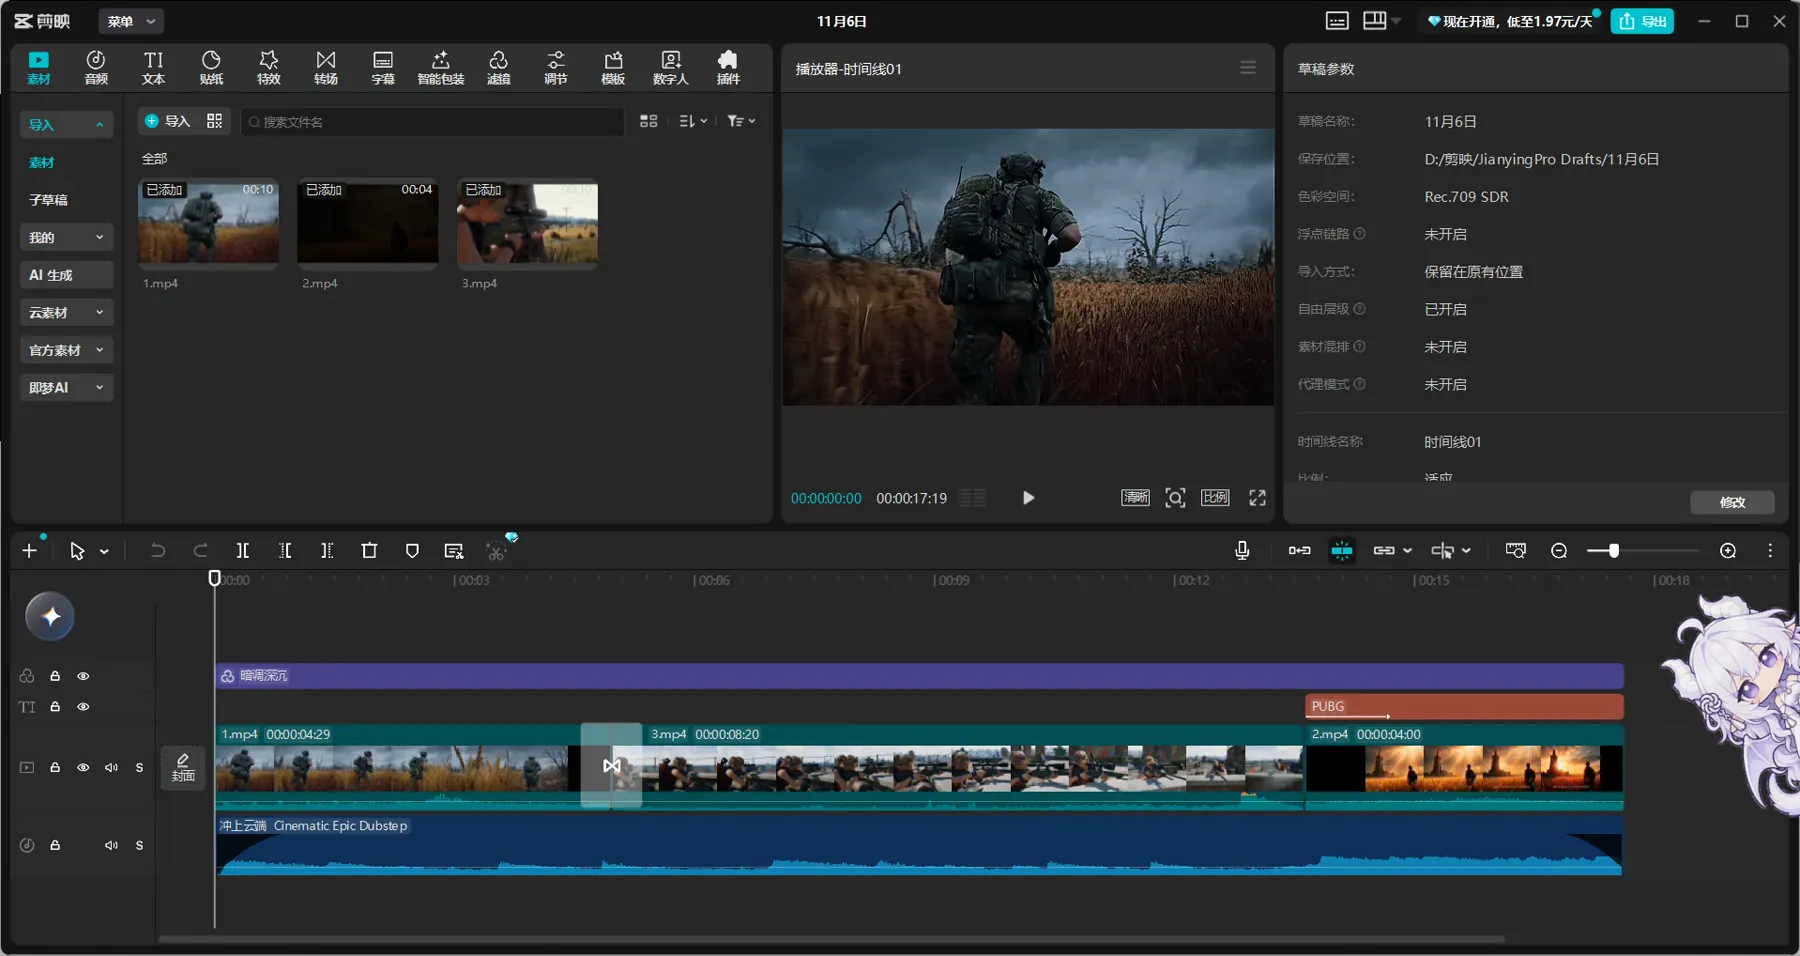 剪映
菜单
11月6日
现在开通，低至1.97元/天
导出
素材
音频
文本
贴纸
特效
转场
字幕
智能包装
滤镜
调节
模板
数字人
插件
播放器-时间线01
草稿参数
导入
素材
子草稿
我的
AI 生成
云素材
官方素材
即梦AI
导入
搜索文件名
全部
已添加 00:10
已添加 00:04
已添加 00:10
1.mp4
2.mp4
3.mp4
00:00:00:00 00:00:17:19
清晰
比例
草稿名称： 11月6日
保存位置： D:/剪映/JianyingPro Drafts/11月6日
色彩空间： Rec.709 SDR
浮点链路 未开启
导入方式： 保留在原有位置
自由层级 已开启
素材混排 未开启
代理模式 未开启
时间线名称 时间线01
比例： 适应
修改
00:00 00:03 00:06 00:09 00:12 00:15 00:18
暗调深沉
TI
PUBG
1.mp4 00:00:04:29
3.mp4 00:00:08:20
2.mp4 00:00:04:00
S
封面
冲上云端 Cinematic Epic Dubstep
S